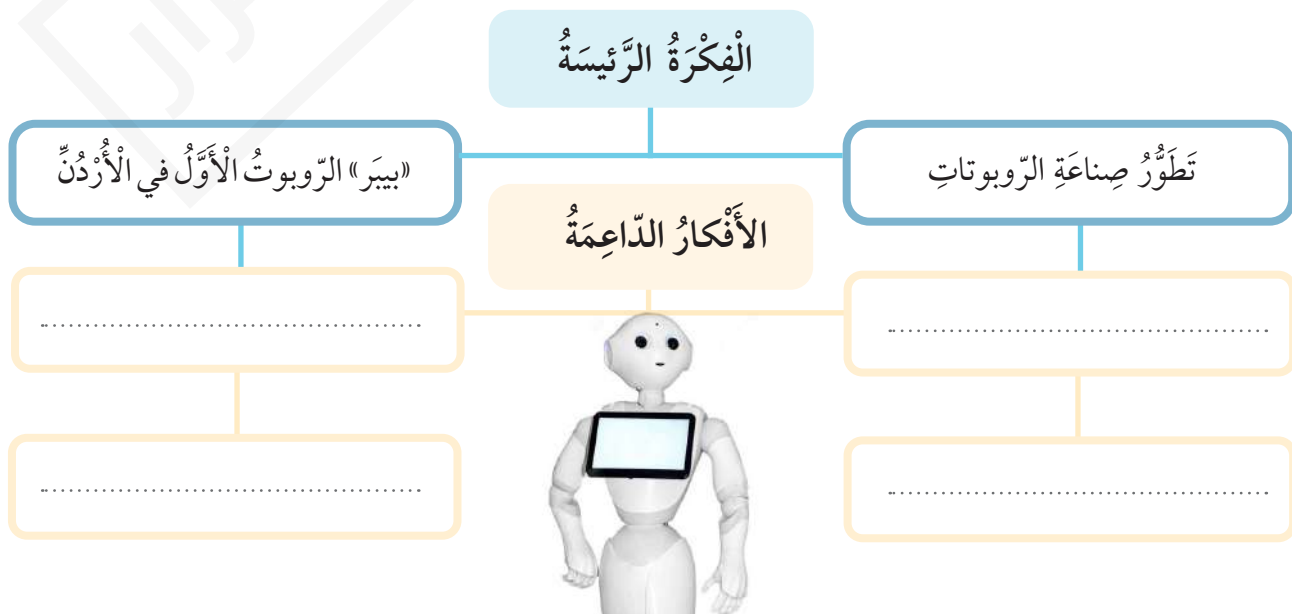 الْفِكْرَةُ الرَّئيسَةُ
تَطَوُّرُ صِناعَةِ الرّوبوتاتِ
«بيبَر» الرّوبوتُ الْأَوَّلُ في الْأُرْدُنِّ
الأَفْكارُ الدّاعِمَةُ
................................................
................................................
................................................
................................................